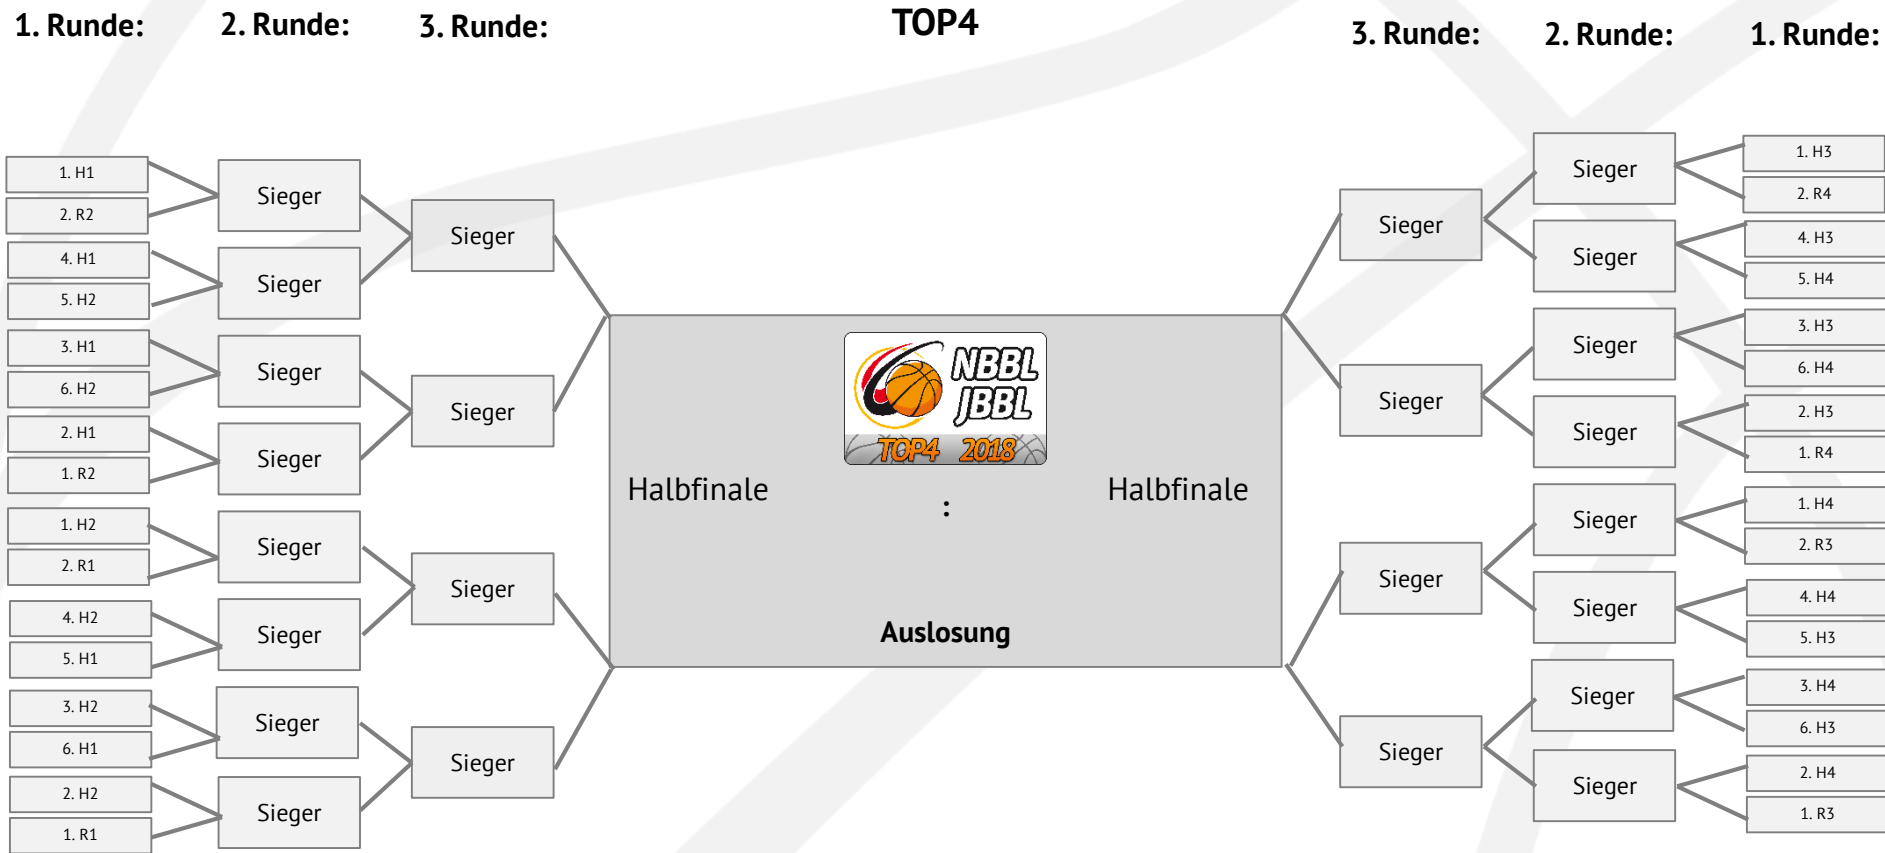 1. Runde:
2. Runde:
3. Runde:
TOP4
3. Runde:
2. Runde:
1. Runde:
1. H1
2. R2
4. H1
5. H2
3. H1
6. H2
2. H1
1. R2
1. H2
2. R1
4. H2
5. H1
3. H2
6. H1
2. H2
1. R1
Sieger
Sieger
Sieger
Sieger
Sieger
Sieger
Sieger
Sieger
Sieger
Sieger
Sieger
Sieger
NBBL
JBBL
TOP4 2018
Halbfinale
:
Halbfinale
Auslosung
Sieger
Sieger
Sieger
Sieger
Sieger
Sieger
Sieger
Sieger
Sieger
Sieger
Sieger
Sieger
1. H3
2. R4
4. H3
5. H4
3. H3
6. H4
2. H3
1. R4
1. H4
2. R3
4. H4
5. H3
3. H4
6. H3
2. H4
1. R3